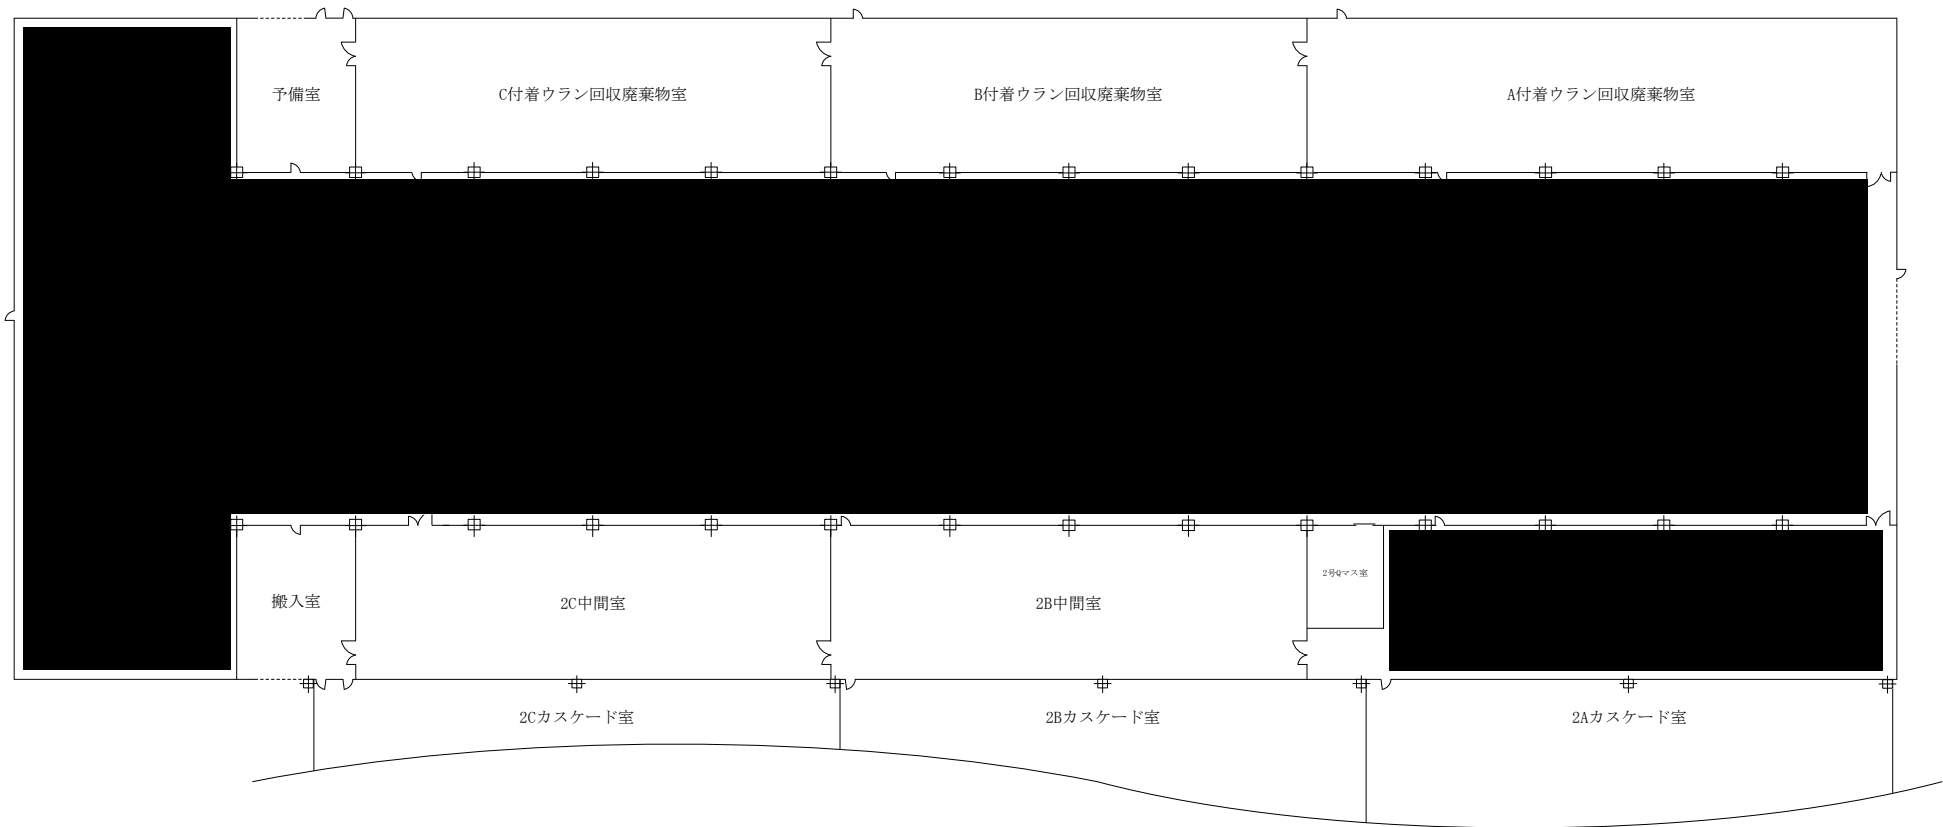 予備室
C付着ウラン回収廃棄物室
B付着ウラン回収廃棄物室
A付着ウラン回収廃棄物室
2号Qマス室
搬入室
2C中間室
2B中間室
2Cカスケード室
2Bカスケード室
2Aカスケード室